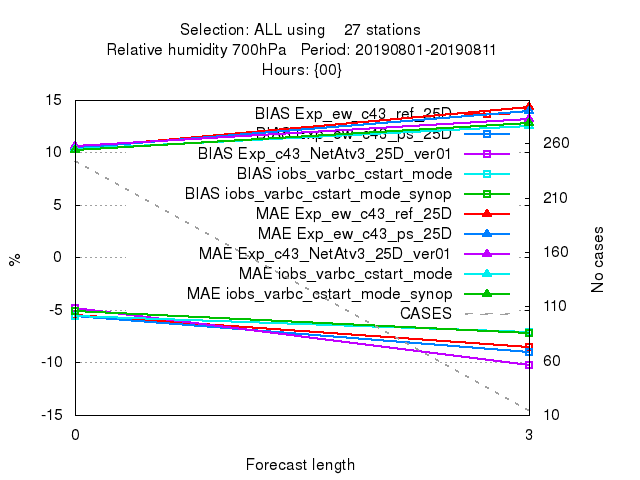 Selection: ALL using 27 stations
Relative humidity 700hPa Period: 20190801-20190811
Hours: {00}
15
10
5
0
-5
-10
-15
%
BIAS Exp_ew_c43_ref_25D
BIAS Exp_ew_c43_ps_25D
BIAS Exp_c43_NetAtv3_25D_ver01
BIAS iobs_varbc_cstart_mode
BIAS iobs_varbc_cstart_mode_synop
MAE Exp_ew_c43_ref_25D
MAE Exp_ew_c43_ps_25D
MAE Exp_c43_NetAtv3_25D_ver01
MAE iobs_varbc_cstart_mode
MAE iobs_varbc_cstart_mode_synop
CASES
260
210
160
110
60
10
No cases
0 3
Forecast length